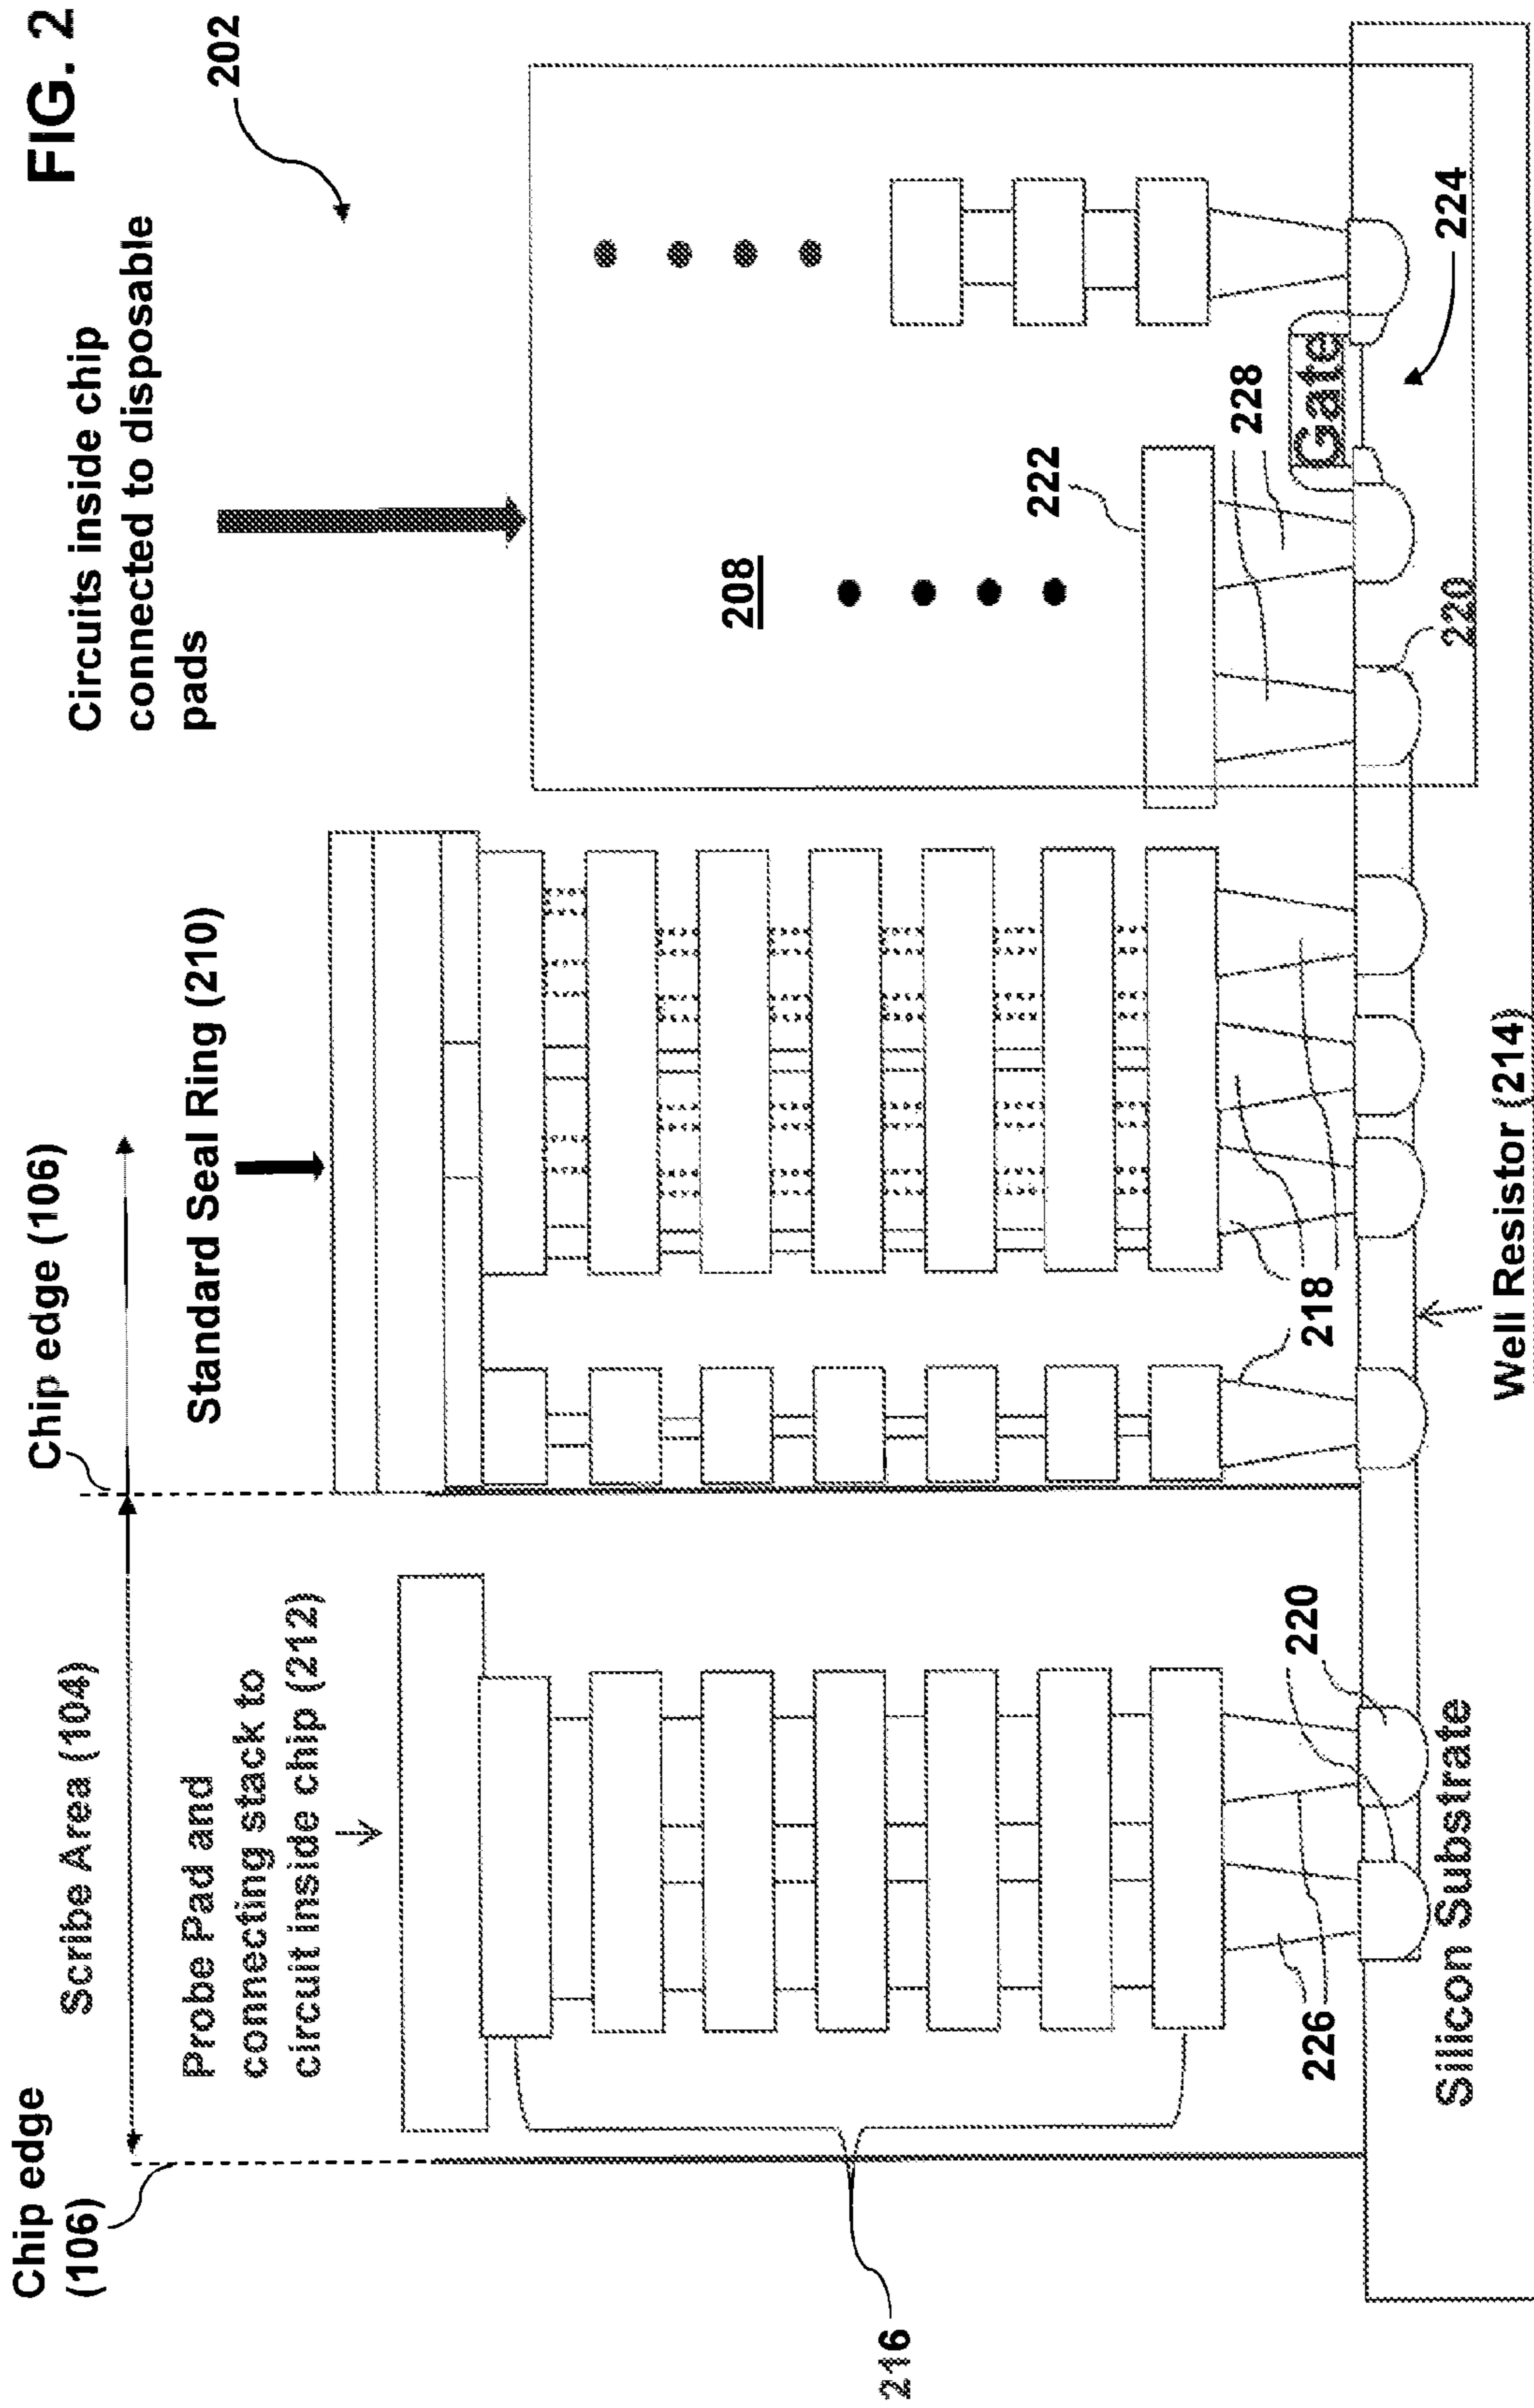 FIG. 2
202
Chip edge
(106)
Scribe Area (104)
Chip edge (106)
Circuits inside chip
connected to disposable
pads
Probe Pad and
connecting stack to
circuit inside chip (212)
Standard Seal Ring (210)
208
222
228
Gate
224
216
226
220
218
220
Silicon Substrate
Well Resistor (214)